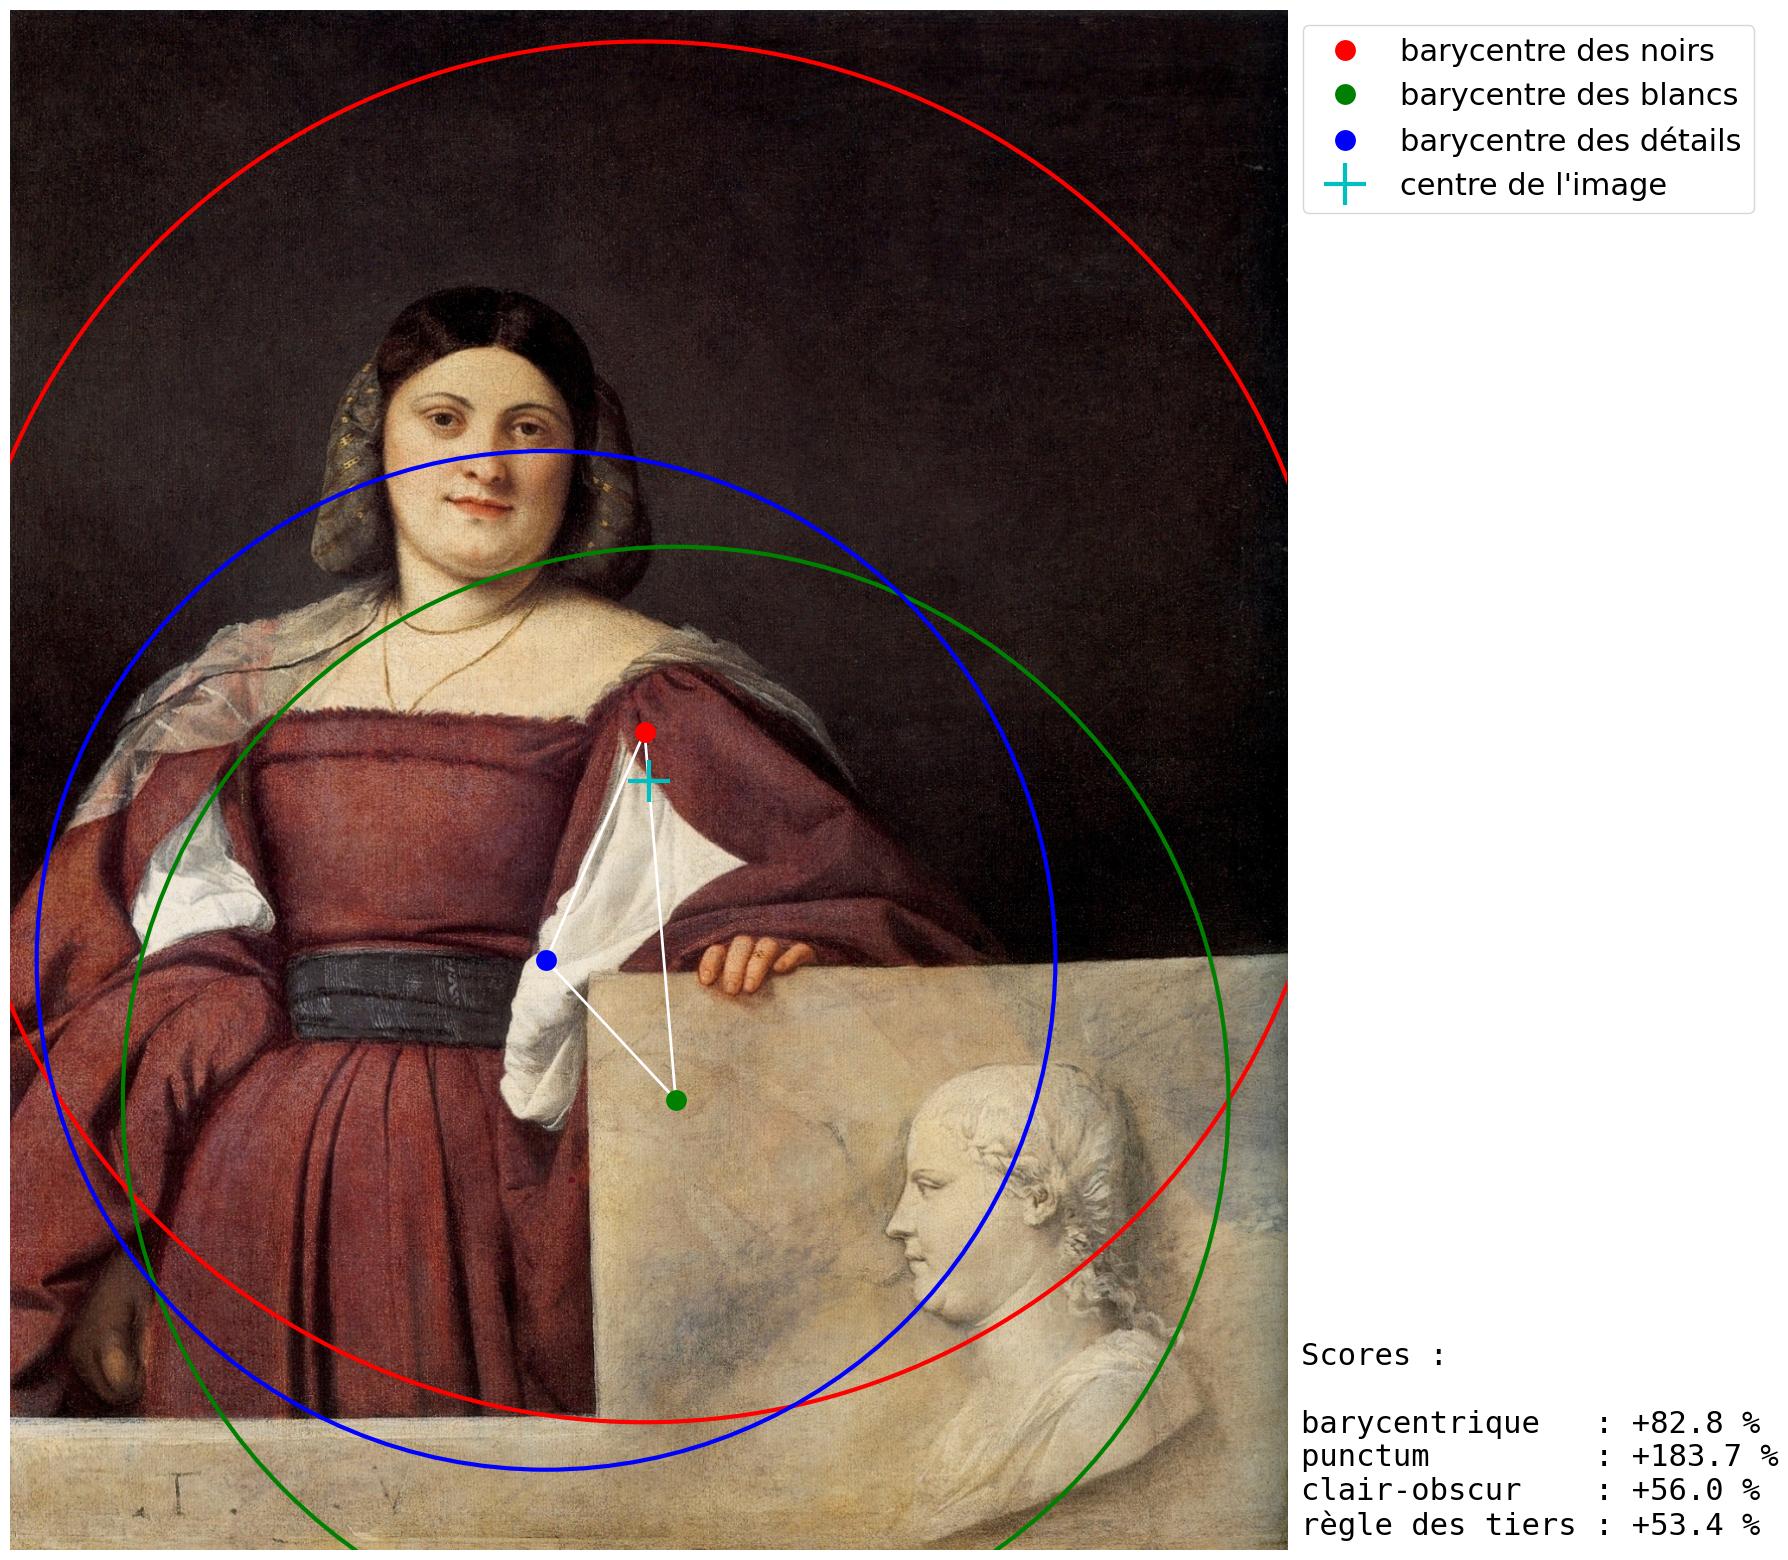 barycentre des noirs
barycentre des blancs
barycentre des détails
centre de l'image
T . V
Scores :
barycentrique : +82.8 %
punctum : +183.7 %
clair-obscur : +56.0 %
règle des tiers : +53.4 %